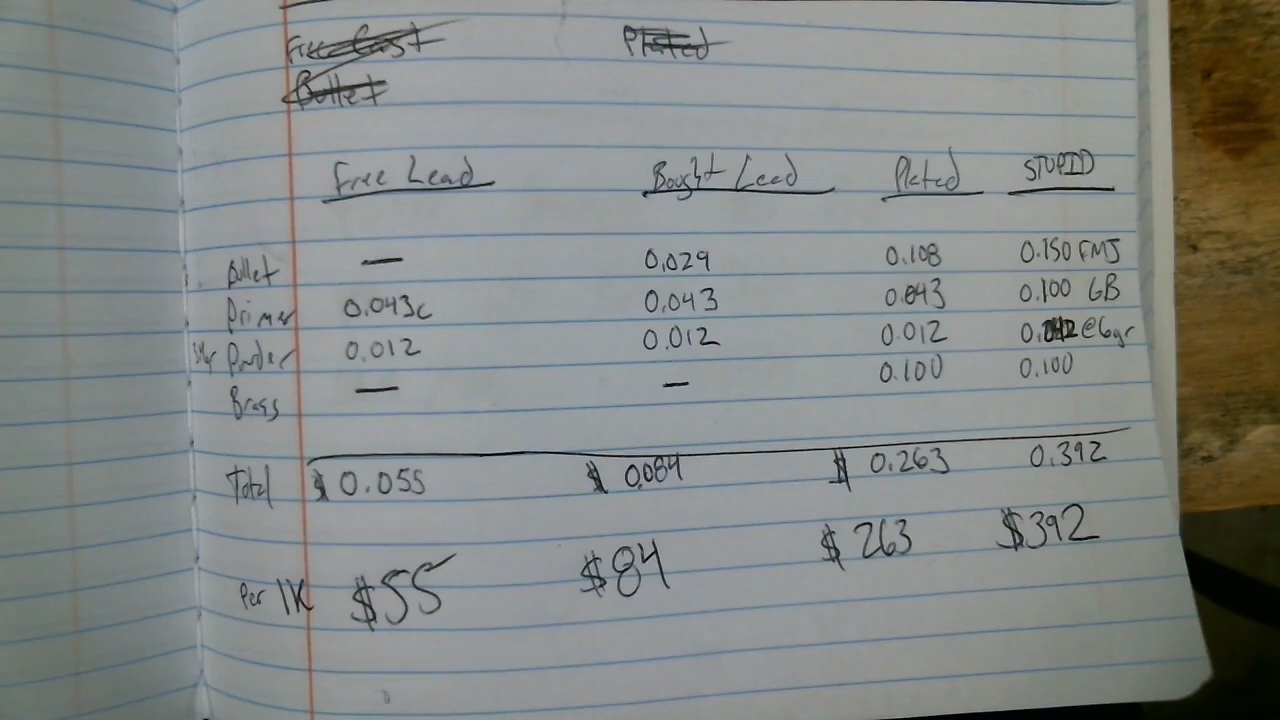 Free Cast Plated
Bullet
Free Lead Bought Lead Plated STUPID
Bullet — 0.029 0.108 0.150 FMJ
Primer 0.043c 0.043 0.043 0.100 GB
Powder 0.012 0.012 0.012 @6gr
Brass — — 0.100 0.100
Total $ 0.055 $ 0.084 $ 0.263 0.392
Per 1K $55 $84 $263 $392